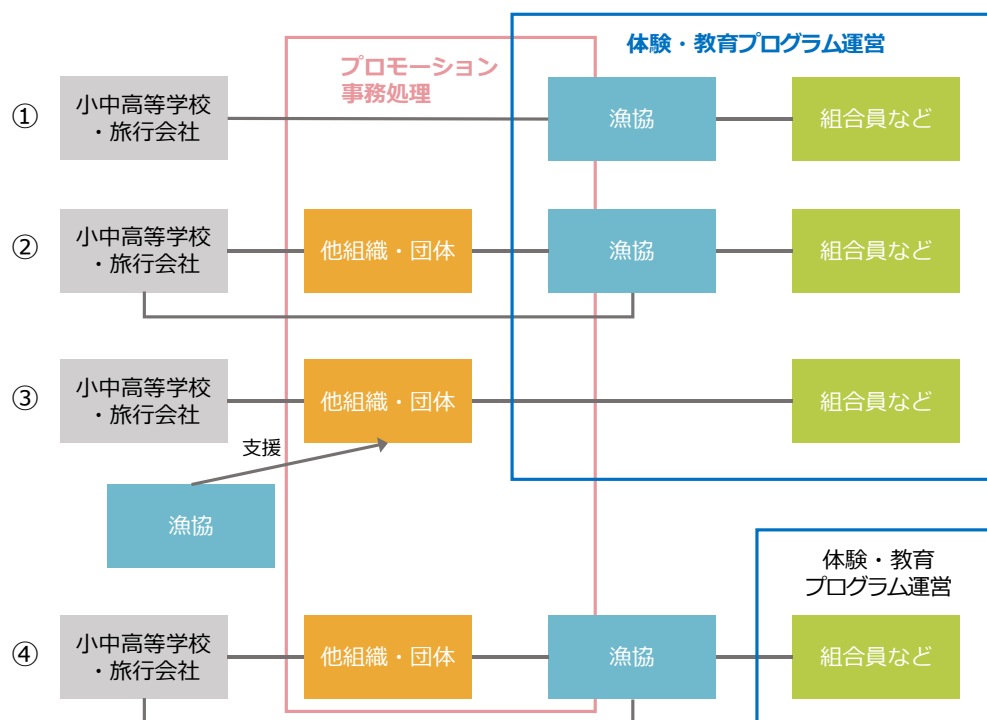 体験・教育プログラム運営
プロモーション
事務処理
①
小中高等学校
・旅行会社
漁協
組合員など
②
小中高等学校
・旅行会社
他組織・団体
漁協
組合員など
③
小中高等学校
・旅行会社
他組織・団体
組合員など
支援
漁協
体験・教育
プログラム運営
④
小中高等学校
・旅行会社
他組織・団体
漁協
組合員など